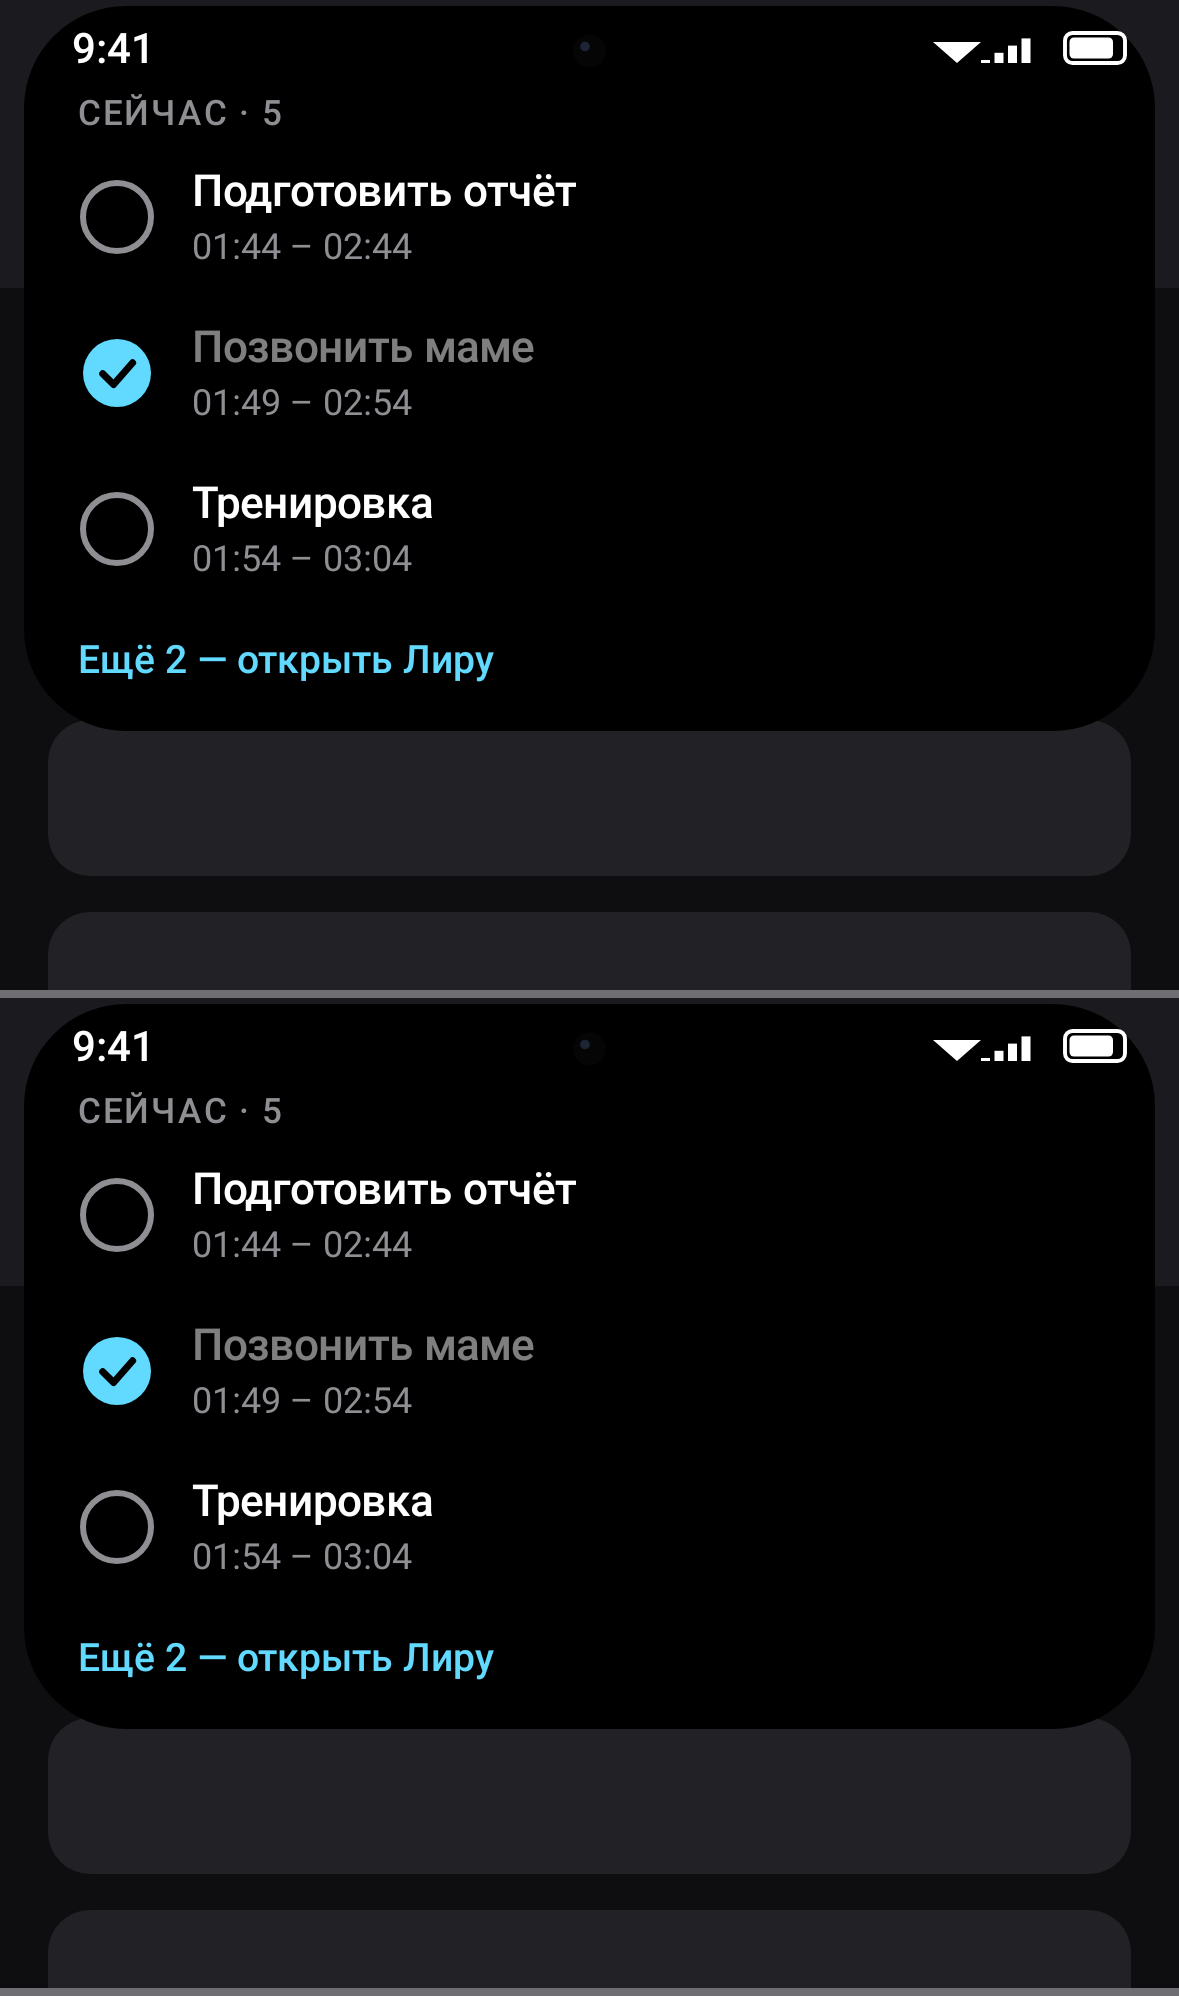 9:41
СЕЙЧАС · 5
Подготовить отчёт
01:44 – 02:44
Позвонить маме
01:49 – 02:54
Тренировка
01:54 – 03:04
Ещё 2 — открыть Лиру
9:41
СЕЙЧАС · 5
Подготовить отчёт
01:44 – 02:44
Позвонить маме
01:49 – 02:54
Тренировка
01:54 – 03:04
Ещё 2 — открыть Лиру